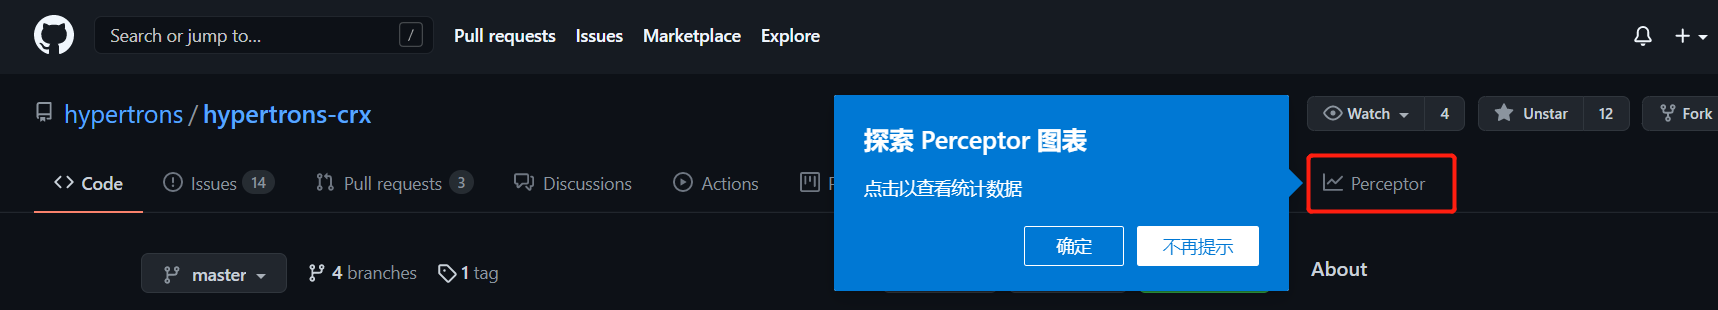 Search or jump to... /
Pull requests Issues Marketplace Explore
hypertrons / hypertrons-crx
Watch 4 Unstar 12 Fork
Code Issues 14 Pull requests 3 Discussions Actions P
Perceptor
探索 Perceptor 图表
点击以查看统计数据
确定 不再提示
master 4 branches 1 tag
About